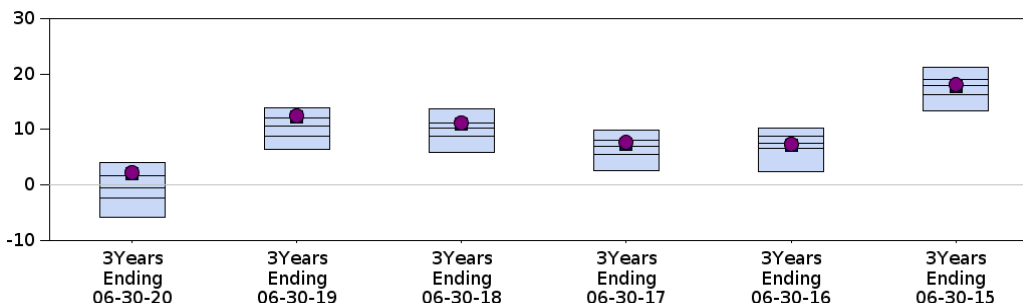 30
20
10
0
-10
3Years 3Years 3Years 3Years 3Years 3Years
Ending Ending Ending Ending Ending Ending
06-30-20 06-30-19 06-30-18 06-30-17 06-30-16 06-30-15